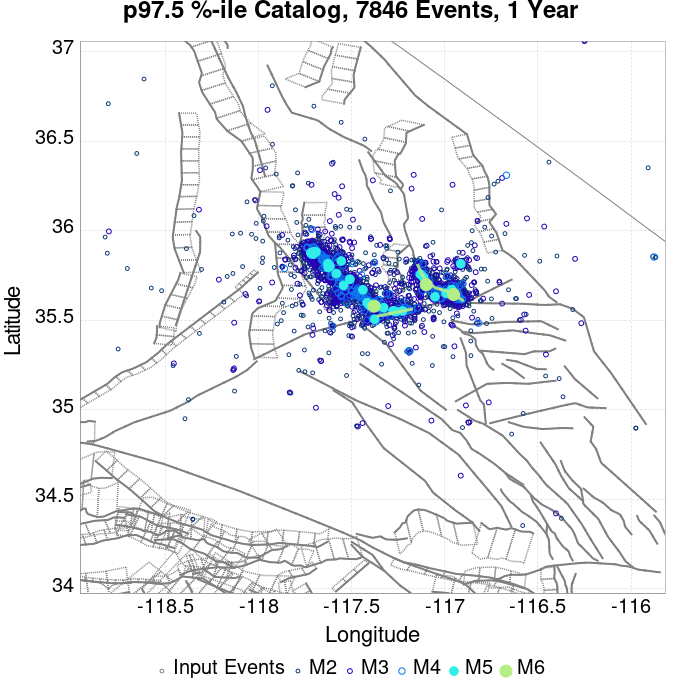 p97.5 %-ile Catalog, 7846 Events, 1 Year
37
36.5
36
35.5
35
34.5
34
Latitude
-118.5 -118 -117.5 -117 -116.5 -116
Longitude
Input Events M2 M3 M4 M5 M6